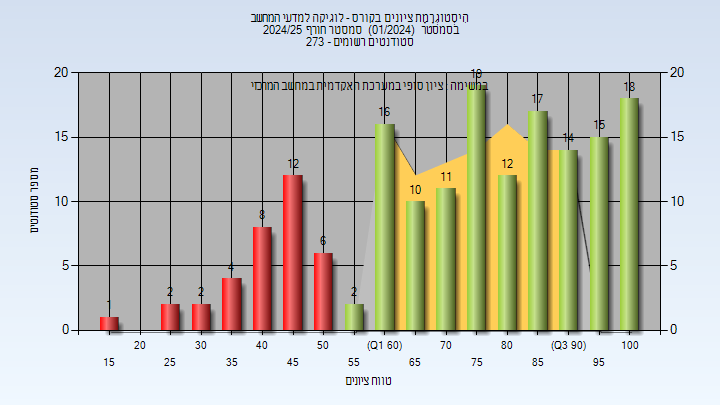 היסטוגרמת ציונים בקורס - לוגיקה למדעי המחשב
בסמסטר (01/2024) סמסטר חורף 2024/25
סטודנטים רשומים - 273
במשימה: ציון סופי במערכת האקדמית במחשב המרכזי
מספר סטודנטים
20 15 10 5 0
1 2 2 4 8 12 6 2 16 10 11 19 12 17 14 15 18
20 15 10 5 0
20 30 40 50 (Q1 60) 70 80 (Q3 90) 100
15 25 35 45 55 65 75 85 95
טווח ציונים